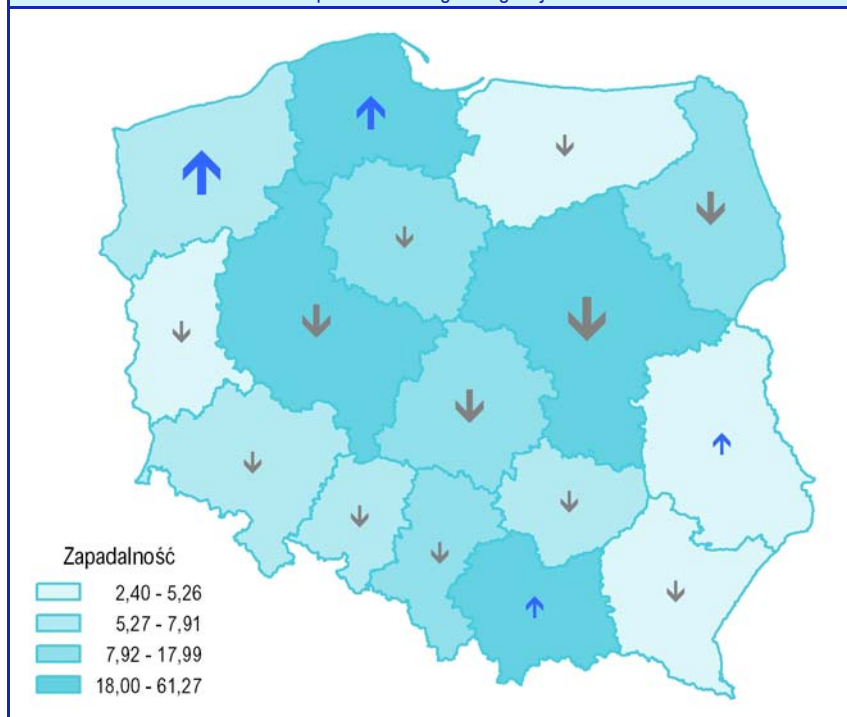 Zapadalność
2,40 - 5,26
5,27 - 7,91
7,92 - 17,99
18,00 - 61,27